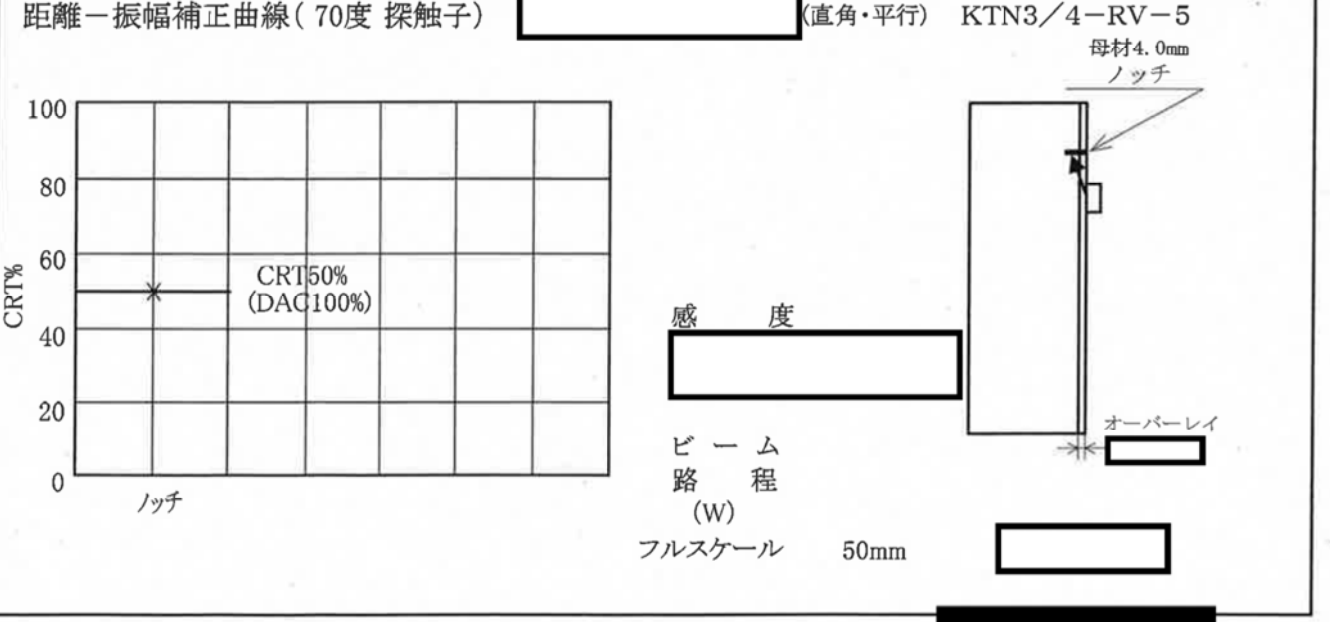 距離－振幅補正曲線( 70度 探触子)
(直角・平行)
KTN3／4－RV－5
母材4.0mm
ノッチ
100
80
60
40
20
0
CRT%
CRT50%
(DAC100%)
ノッチ
感 度
ビ ー ム
路 程
(W)
フルスケール 50mm
オーバーレイ